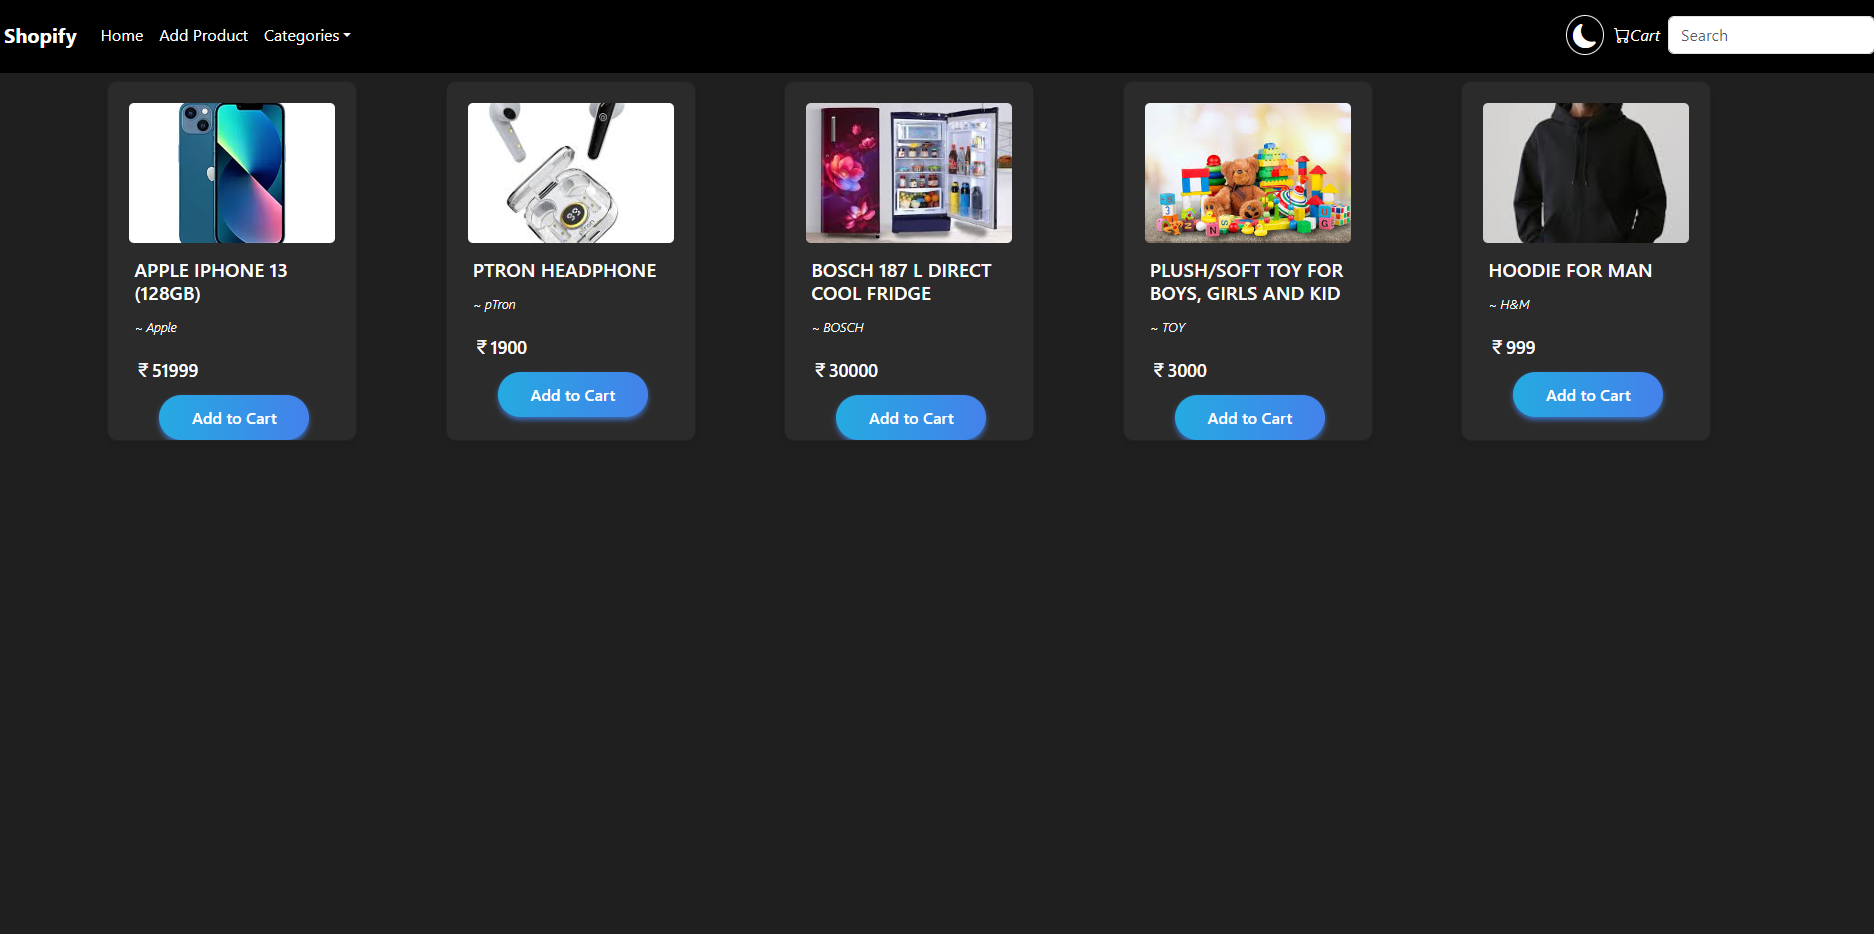 Shopify Home Add Product Categories Cart Search
APPLE IPHONE 13
(128GB)
~ Apple
₹ 51999
Add to Cart
PTRON HEADPHONE
~ pTron
₹ 1900
Add to Cart
BOSCH 187 L DIRECT
COOL FRIDGE
~ BOSCH
₹ 30000
Add to Cart
PLUSH/SOFT TOY FOR
BOYS, GIRLS AND KID
~ TOY
₹ 3000
Add to Cart
HOODIE FOR MAN
~ H&M
₹ 999
Add to Cart